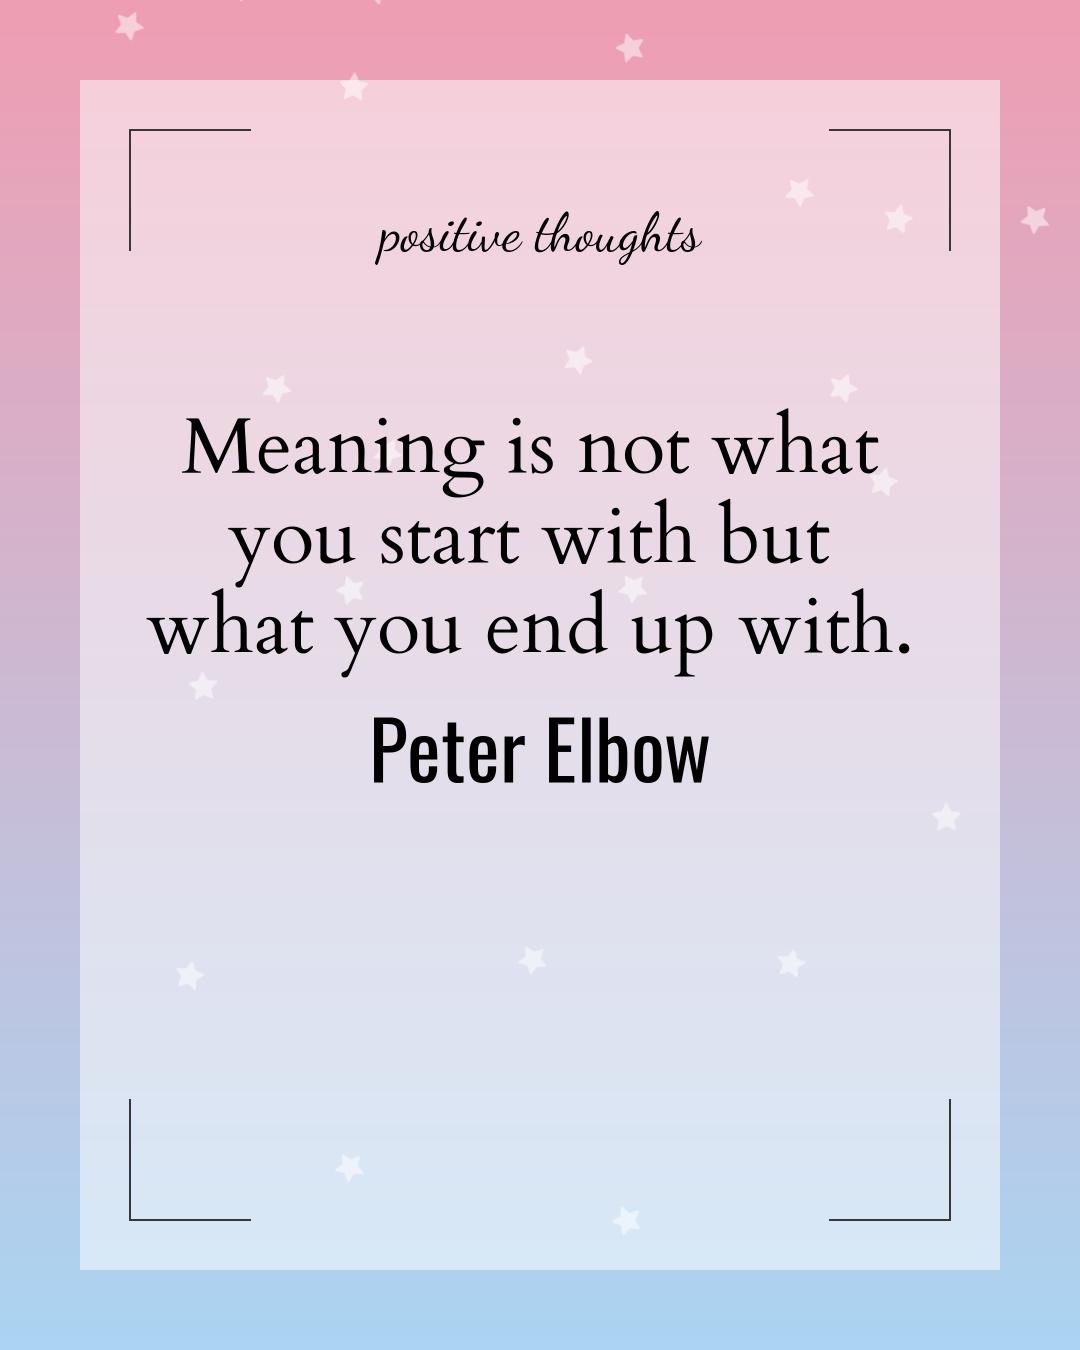 positive thoughts
Meaning is not what
you start with but
what you end up with.
Peter Elbow